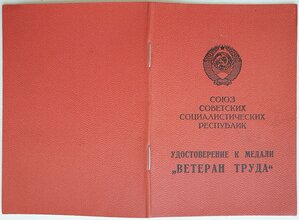 СОЮЗ
СОВЕТСКИХ
СОЦИАЛИСТИЧЕСКИХ
РЕСПУБЛИК
УДОСТОВЕРЕНИЕ К МЕДАЛИ
„ВЕТЕРАН ТРУДА“